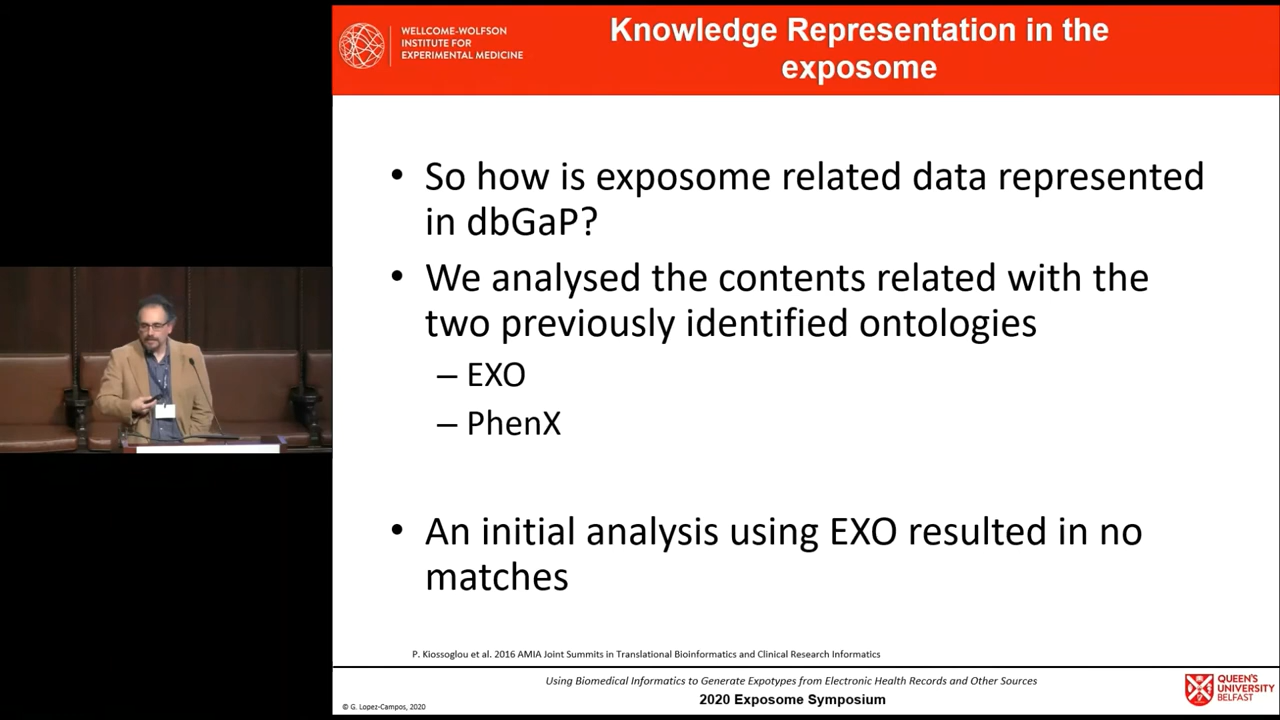 WELLCOME-WOLFSON
INSTITUTE FOR
EXPERIMENTAL MEDICINE
Knowledge Representation in the
exposome
• So how is exposome related data represented
in dbGaP?
• We analysed the contents related with the
two previously identified ontologies
– EXO
– PhenX
• An initial analysis using EXO resulted in no
matches
P. Kiossoglou et al. 2016 AMIA Joint Summits in Translational Bioinformatics and Clinical Research Informatics
Using Biomedical Informatics to Generate Expotypes from Electronic Health Records and Other Sources
2020 Exposome Symposium
© G. Lopez-Campos, 2020
QUEEN'S
UNIVERSITY
BELFAST